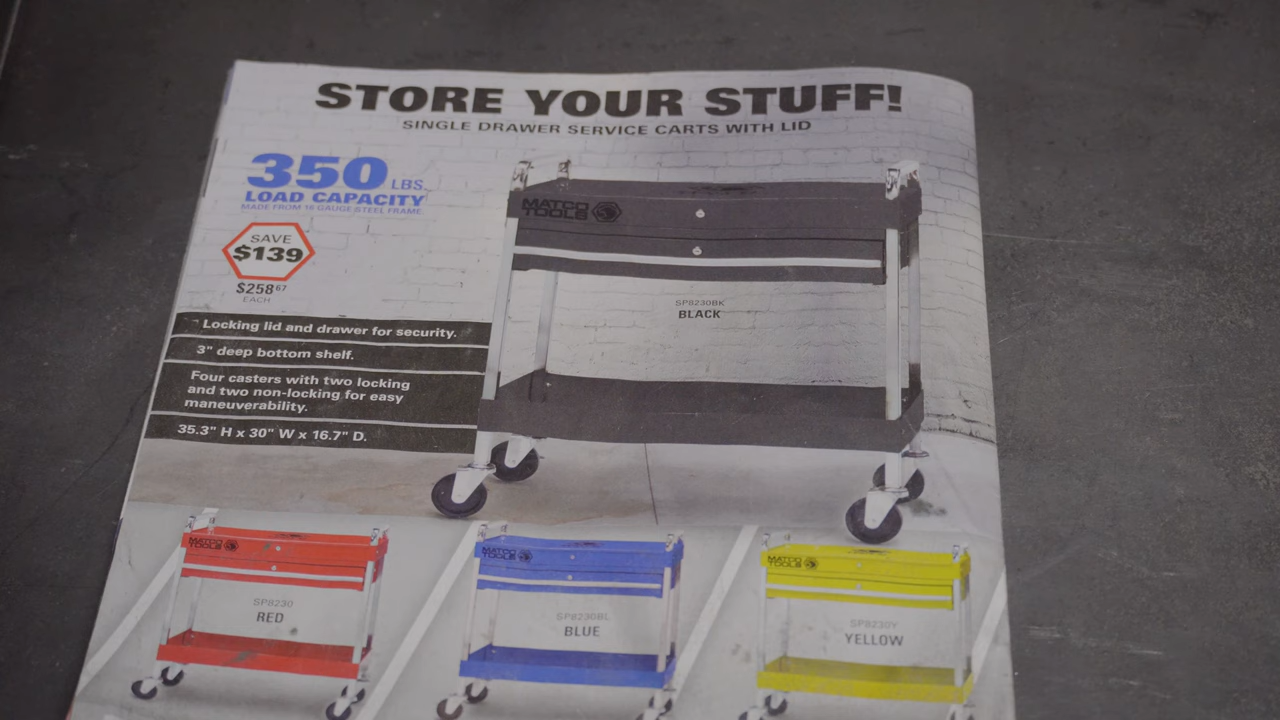 STORE YOUR STUFF!
SINGLE DRAWER SERVICE CARTS WITH LID
350 LBS.
LOAD CAPACITY
MADE FROM 18 GAUGE STEEL FRAME.
SAVE
$139
$258 67
EACH
Locking lid and drawer for security.
3" deep bottom shelf.
Four casters with two locking
and two non-locking for easy
maneuverability.
35.3" H x 30" W x 16.7" D.
MATCO
TOOLS
SP8230BK
BLACK
MATCO
TOOLS
SP8230
RED
MATCO
TOOLS
SP8230BL
BLUE
MATCO
TOOLS
SP8230Y
YELLOW